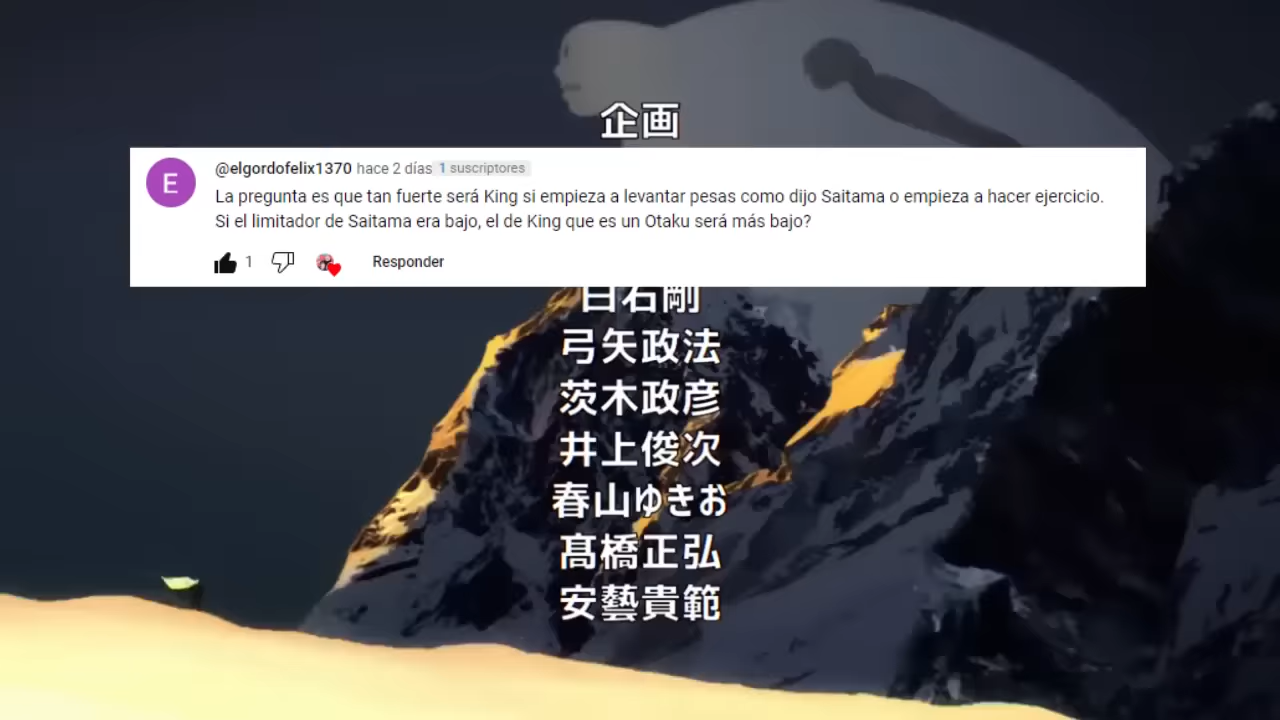 企画
E
@elgordofelix1370 hace 2 días 1 suscriptores
La pregunta es que tan fuerte será King si empieza a levantar pesas como dijo Saitama o empieza a hacer ejercicio.
Si el limitador de Saitama era bajo, el de King que es un Otaku será más bajo?
1 Responder
白石剛
弓矢政法
茨木政彦
井上俊次
春山ゆきお
髙橋正弘
安藝貴範